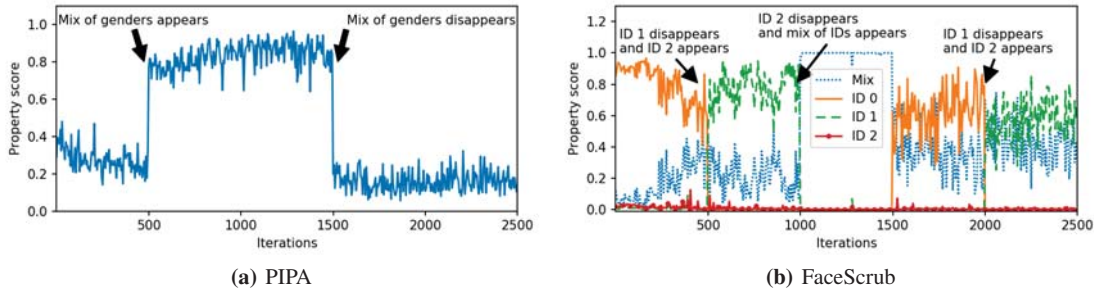 Mix of genders appears
Mix of genders disappears
1.0
0.8
0.6
0.4
0.2
0.0
Property score
500
1000
1500
2000
2500
Iterations
(a) PIPA
ID 2 disappears
and mix of IDs appears
ID 1 disappears
and ID 2 appears
ID 1 disappears
and ID 2 appears
1.2
1.0
0.8
0.6
0.4
0.2
0.0
Property score
Mix
ID 0
ID 1
ID 2
500
1000
1500
2000
2500
Iterations
(b) FaceScrub